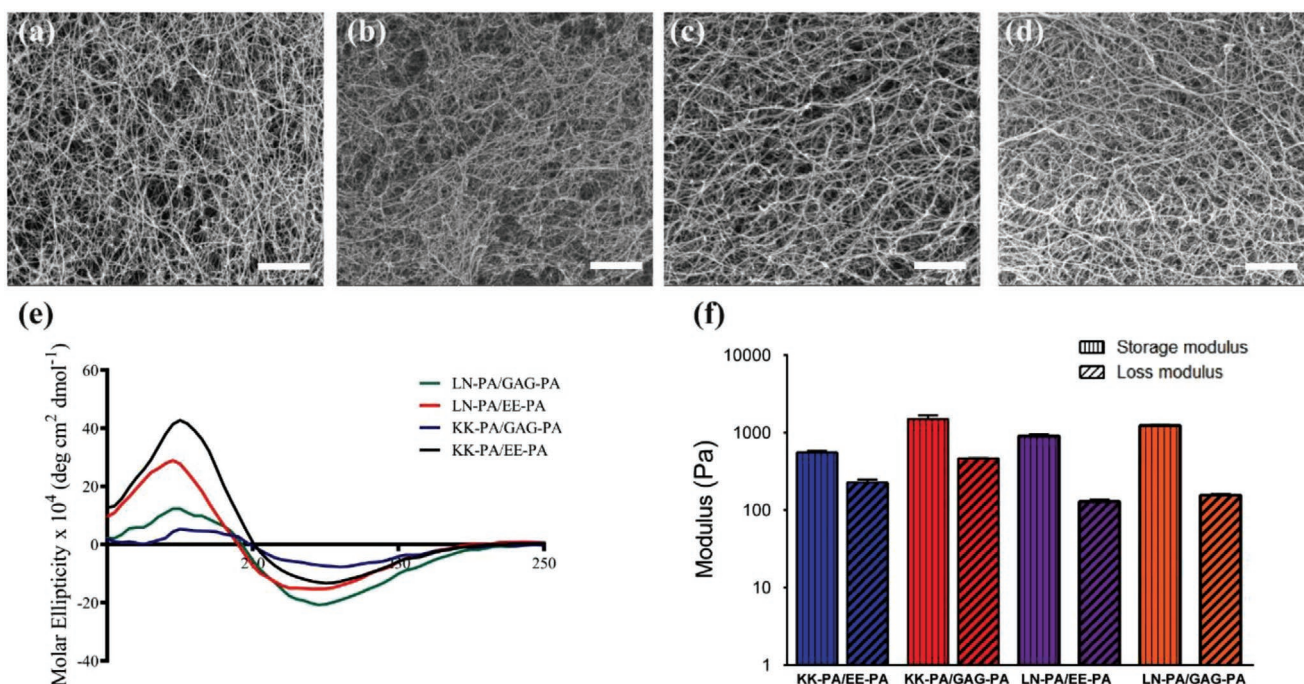 (a)
(b)
(c)
(d)
(e)
Molar Ellipticity x 10⁴ (deg cm² dmol⁻¹)
60
40
20
0
-20
-40
210
250
LN-PA/GAG-PA
LN-PA/EE-PA
KK-PA/GAG-PA
KK-PA/EE-PA
(f)
Modulus (Pa)
10000
1000
100
10
1
Storage modulus
Loss modulus
KK-PA/EE-PA
KK-PA/GAG-PA
LN-PA/EE-PA
LN-PA/GAG-PA